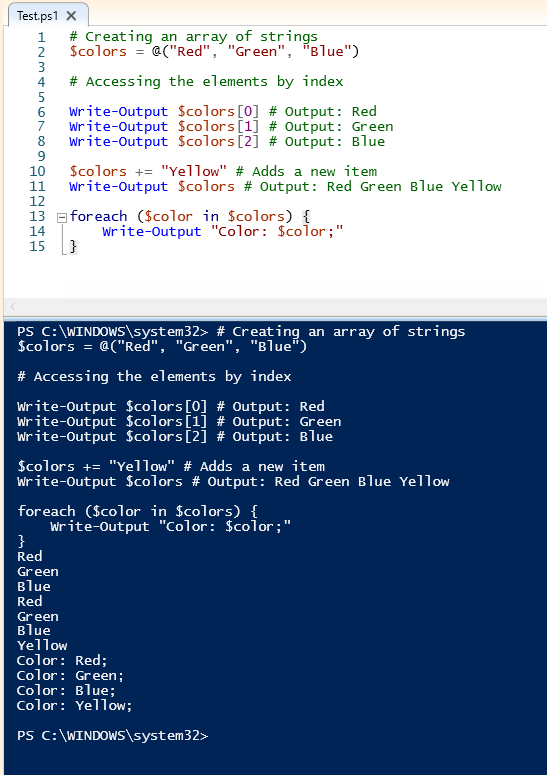 Test.ps1 X
1 # Creating an array of strings
2 $colors = @("Red", "Green", "Blue")
3
4 # Accessing the elements by index
5
6 Write-Output $colors[0] # Output: Red
7 Write-Output $colors[1] # Output: Green
8 Write-Output $colors[2] # Output: Blue
9
10 $colors += "Yellow" # Adds a new item
11 Write-Output $colors # Output: Red Green Blue Yellow
12
13 foreach ($color in $colors) {
14     Write-Output "Color: $color;"
15 }
PS C:\WINDOWS\system32> # Creating an array of strings
$colors = @("Red", "Green", "Blue")
# Accessing the elements by index
Write-Output $colors[0] # Output: Red
Write-Output $colors[1] # Output: Green
Write-Output $colors[2] # Output: Blue
$colors += "Yellow" # Adds a new item
Write-Output $colors # Output: Red Green Blue Yellow
foreach ($color in $colors) {
    Write-Output "Color: $color;"
}
Red
Green
Blue
Red
Green
Blue
Yellow
Color: Red;
Color: Green;
Color: Blue;
Color: Yellow;
PS C:\WINDOWS\system32>